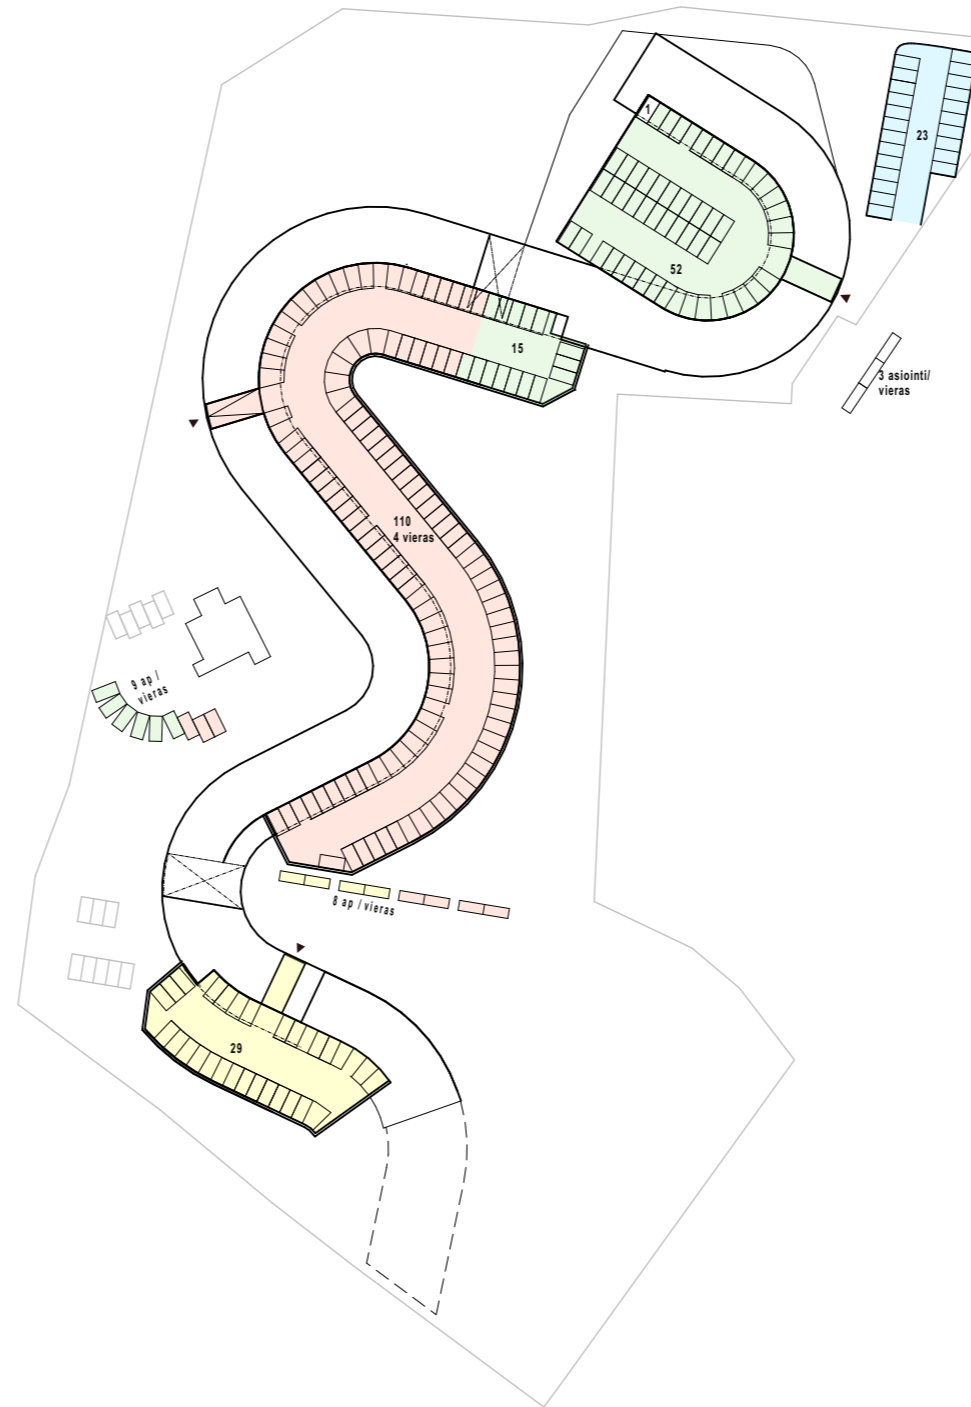 1
23
52
15
3 asiointi/
vieras
110
4 vieras
9 ap /
vieras
8 ap / vieras
29